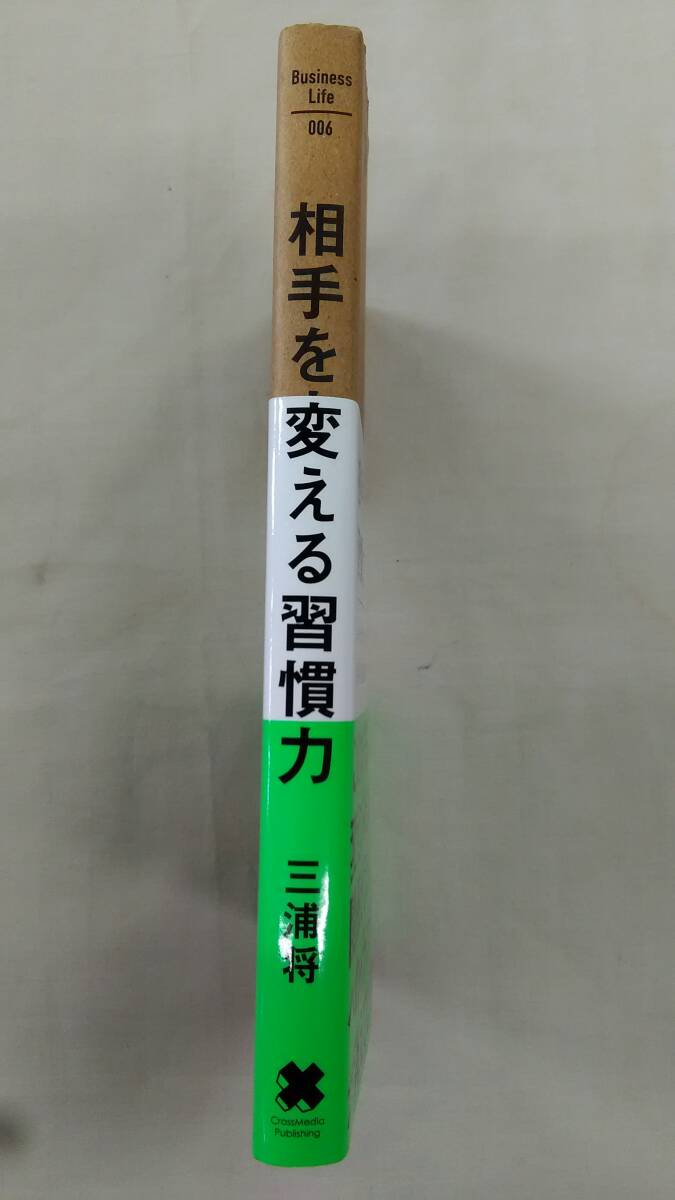 Business
Life
006
相手を変える習慣力
三浦将
CrossMedia
Publishing